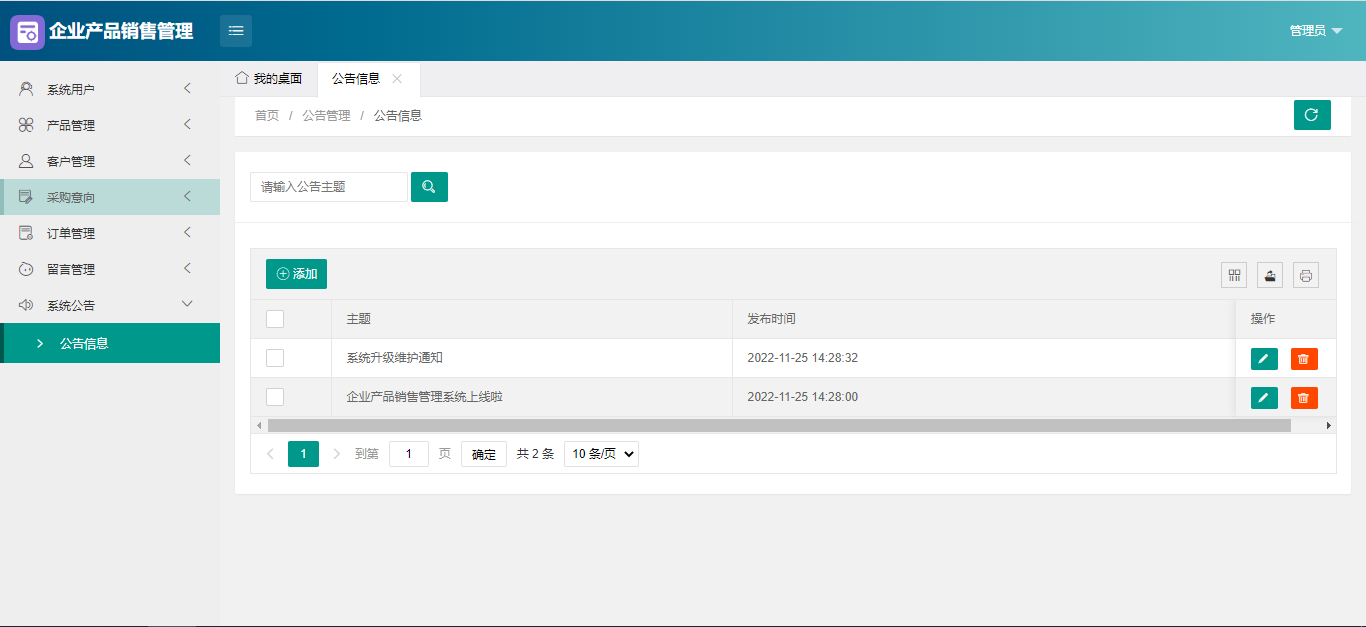 企业产品销售管理
管理员
系统用户
产品管理
客户管理
采购意向
订单管理
留言管理
系统公告
公告信息
我的桌面 公告信息
首页 / 公告管理 / 公告信息
请输入公告主题
添加
主题 发布时间 操作
系统升级维护通知 2022-11-25 14:28:32
企业产品销售管理系统上线啦 2022-11-25 14:28:00
1 到第 1 页 确定 共 2 条 10 条/页